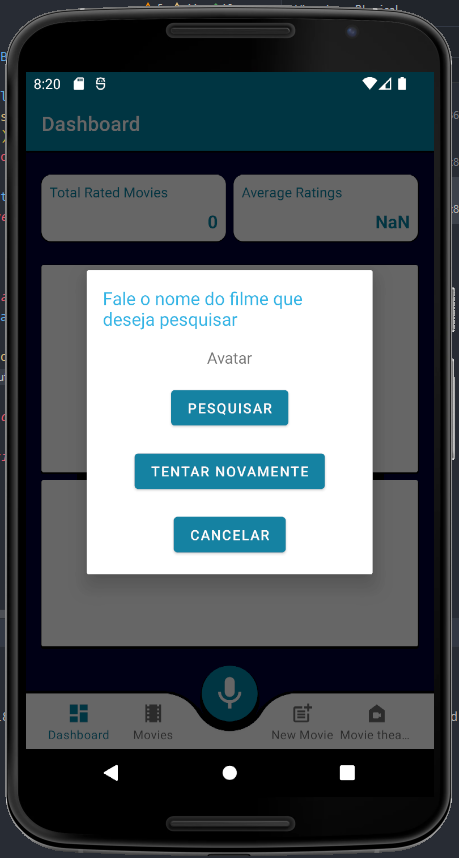 8:20
Dashboard
Total Rated Movies
0
Average Ratings
NaN
Fale o nome do filme que
deseja pesquisar
Avatar
PESQUISAR
TENTAR NOVAMENTE
CANCELAR
Dashboard
Movies
New Movie
Movie thea...